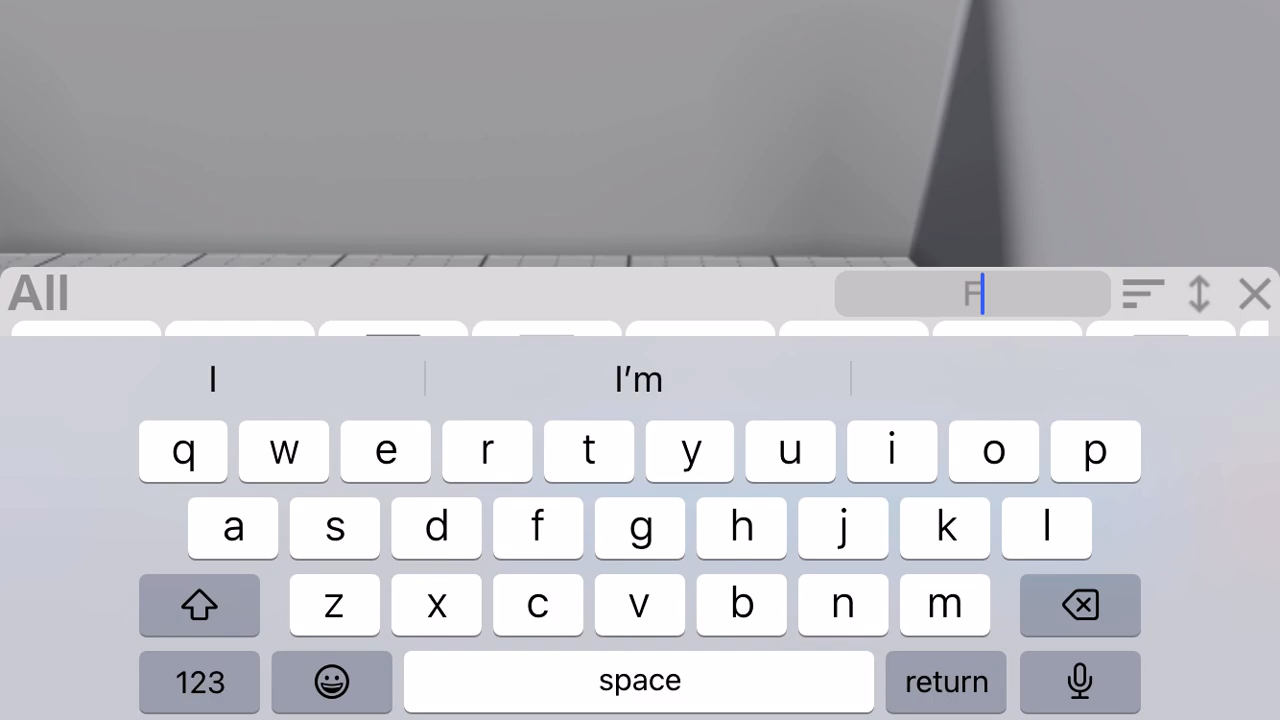 All
F
I
I’m
q w e r t y u i o p
a s d f g h j k l
z x c v b n m
123 space return